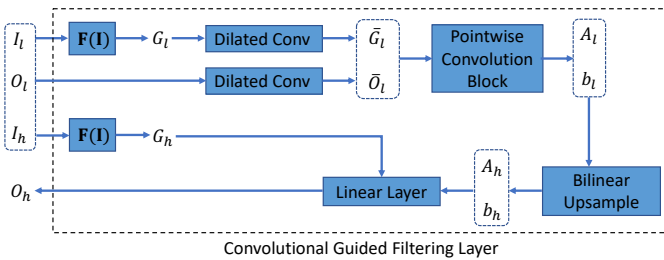 I_l F(I) G_l Dilated Conv Ḡ_l Pointwise Convolution Block A_l
O_l Dilated Conv Ō_l b_l
I_h F(I) G_h
O_h Linear Layer A_h b_h Bilinear Upsample
Convolutional Guided Filtering Layer